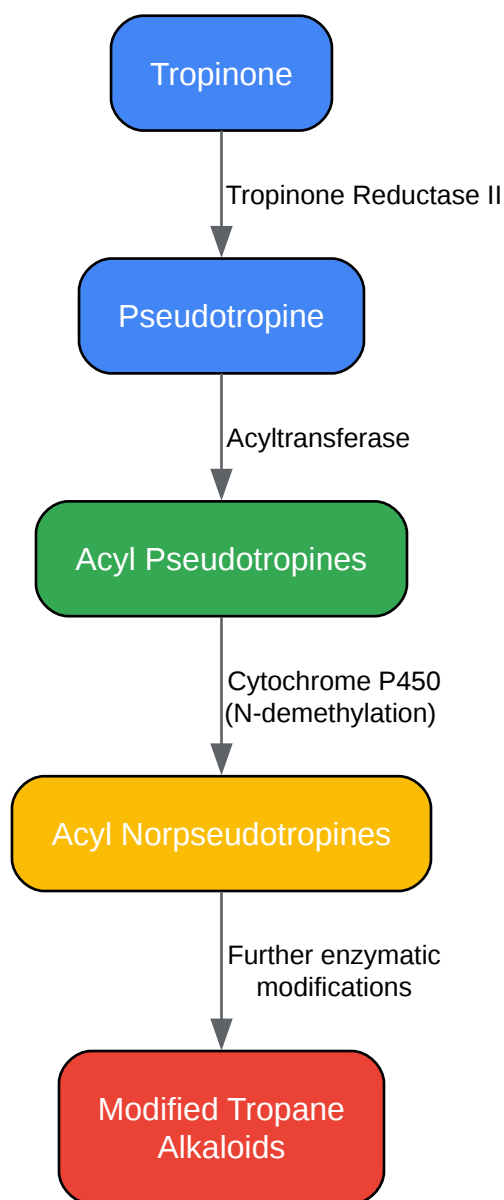 Tropinone
Tropinone Reductase II
Pseudotropine
Acyltransferase
Acyl Pseudotropines
Cytochrome P450
(N-demethylation)
Acyl Norpseudotropines
Further enzymatic
modifications
Modified Tropane
Alkaloids